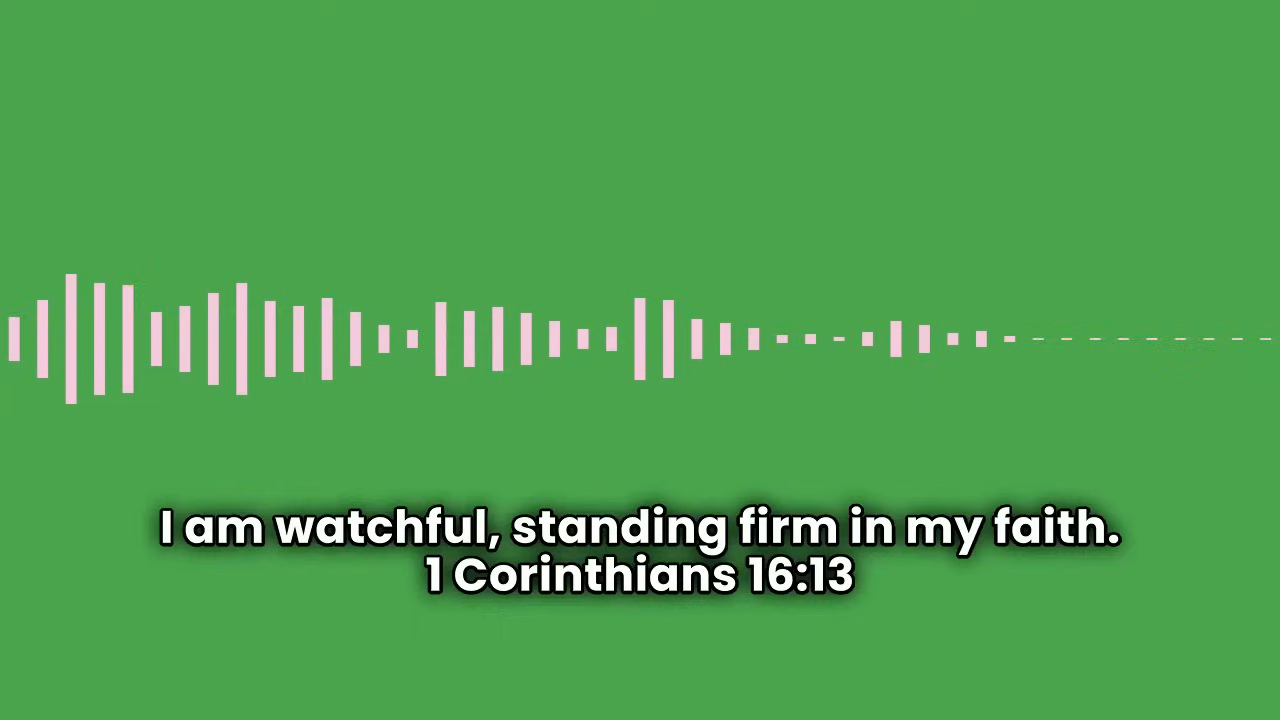 I am watchful, standing firm in my faith.
1 Corinthians 16:13